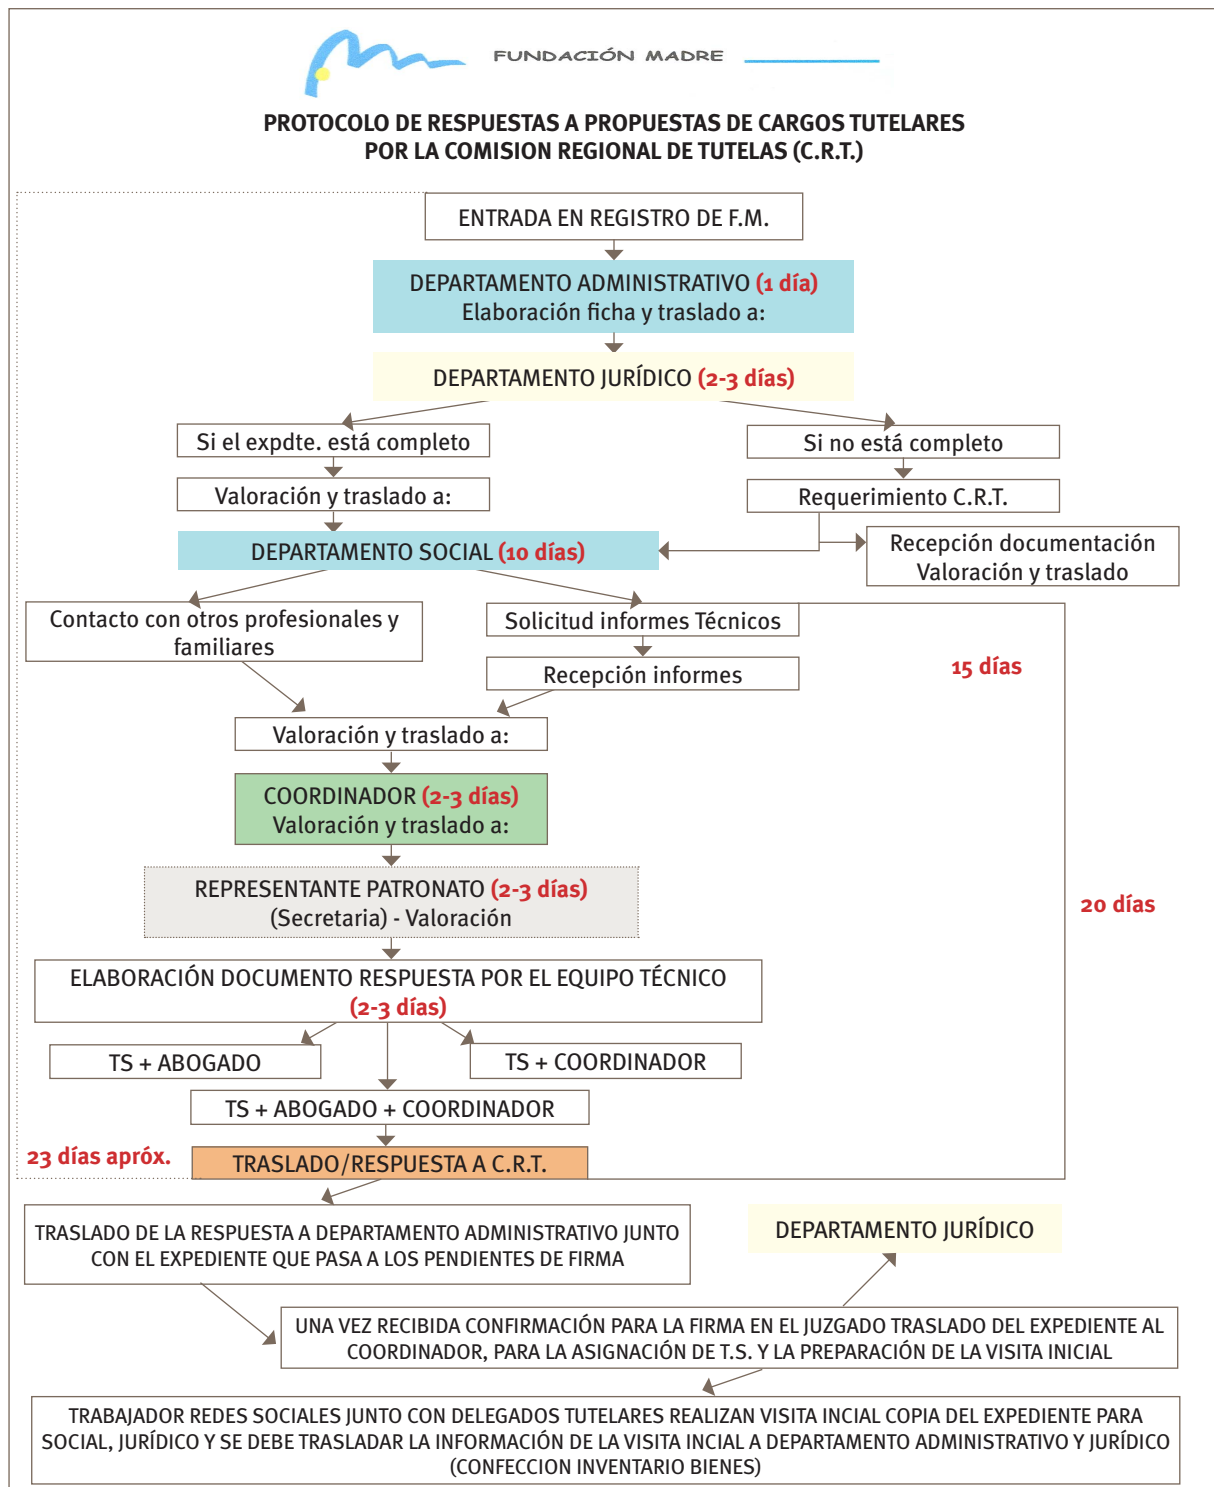 FUNDACIÓN MADRE
PROTOCOLO DE RESPUESTAS A PROPUESTAS DE CARGOS TUTELARES
POR LA COMISION REGIONAL DE TUTELAS (C.R.T.)
ENTRADA EN REGISTRO DE F.M.
DEPARTAMENTO ADMINISTRATIVO (1 día)
Elaboración ficha y traslado a:
DEPARTAMENTO JURÍDICO (2-3 días)
Si el expdte. está completo
Si no está completo
Valoración y traslado a:
Requerimiento C.R.T.
DEPARTAMENTO SOCIAL (10 días)
Recepción documentación
Valoración y traslado
Contacto con otros profesionales y
familiares
Solicitud informes Técnicos
Recepción informes
15 días
Valoración y traslado a:
COORDINADOR (2-3 días)
Valoración y traslado a:
REPRESENTANTE PATRONATO (2-3 días)
(Secretaria) - Valoración
20 días
ELABORACIÓN DOCUMENTO RESPUESTA POR EL EQUIPO TÉCNICO
(2-3 días)
TS + ABOGADO
TS + COORDINADOR
TS + ABOGADO + COORDINADOR
23 días apróx.
TRASLADO/RESPUESTA A C.R.T.
TRASLADO DE LA RESPUESTA A DEPARTAMENTO ADMINISTRATIVO JUNTO
CON EL EXPEDIENTE QUE PASA A LOS PENDIENTES DE FIRMA
DEPARTAMENTO JURÍDICO
UNA VEZ RECIBIDA CONFIRMACIÓN PARA LA FIRMA EN EL JUZGADO TRASLADO DEL EXPEDIENTE AL
COORDINADOR, PARA LA ASIGNACIÓN DE T.S. Y LA PREPARACIÓN DE LA VISITA INICIAL
TRABAJADOR REDES SOCIALES JUNTO CON DELEGADOS TUTELARES REALIZAN VISITA INCIAL COPIA DEL EXPEDIENTE PARA
SOCIAL, JURÍDICO Y SE DEBE TRASLADAR LA INFORMACIÓN DE LA VISITA INCIAL A DEPARTAMENTO ADMINISTRATIVO Y JURÍDICO
(CONFECCION INVENTARIO BIENES)